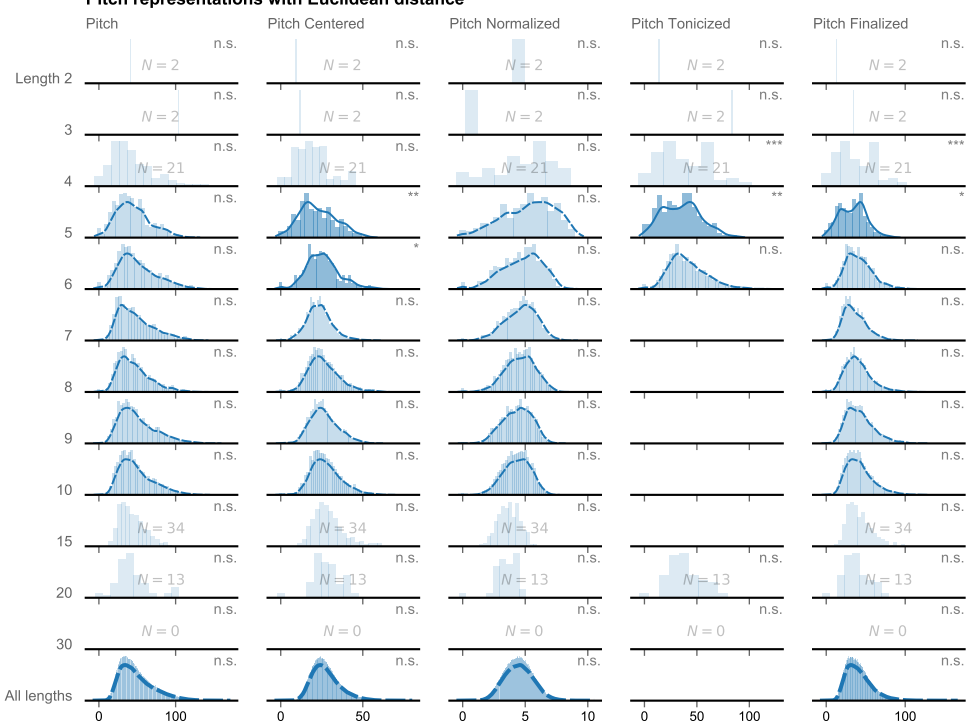 Pitch representations with Euclidean distance
Pitch Pitch Centered Pitch Normalized Pitch Tonicized Pitch Finalized
n.s. n.s. n.s. n.s. n.s.
Length 2 N = 2 N = 2 N = 2 N = 2 N = 2
n.s. n.s. n.s. n.s. n.s.
3 N = 2 N = 2 N = 2 N = 2 N = 2
n.s. n.s. n.s. *** ***
4 N = 21 N = 21 N = 21 N = 21 N = 21
n.s. ** n.s. ** *
5
n.s. * n.s. n.s. n.s.
6
n.s. n.s. n.s. n.s.
7
n.s. n.s. n.s. n.s.
8
n.s. n.s. n.s. n.s.
9
n.s. n.s. n.s. n.s.
10
n.s. n.s. n.s. n.s.
15 N = 34 N = 34 N = 34 N = 34
n.s. n.s. n.s. n.s. n.s.
20 N = 13 N = 13 N = 13 N = 13 N = 13
n.s. n.s. n.s. n.s. n.s.
30 N = 0 N = 0 N = 0 N = 0 N = 0
n.s. n.s. n.s. n.s.
All lengths
0 100 0 50 0 5 10 0 50 100 0 100